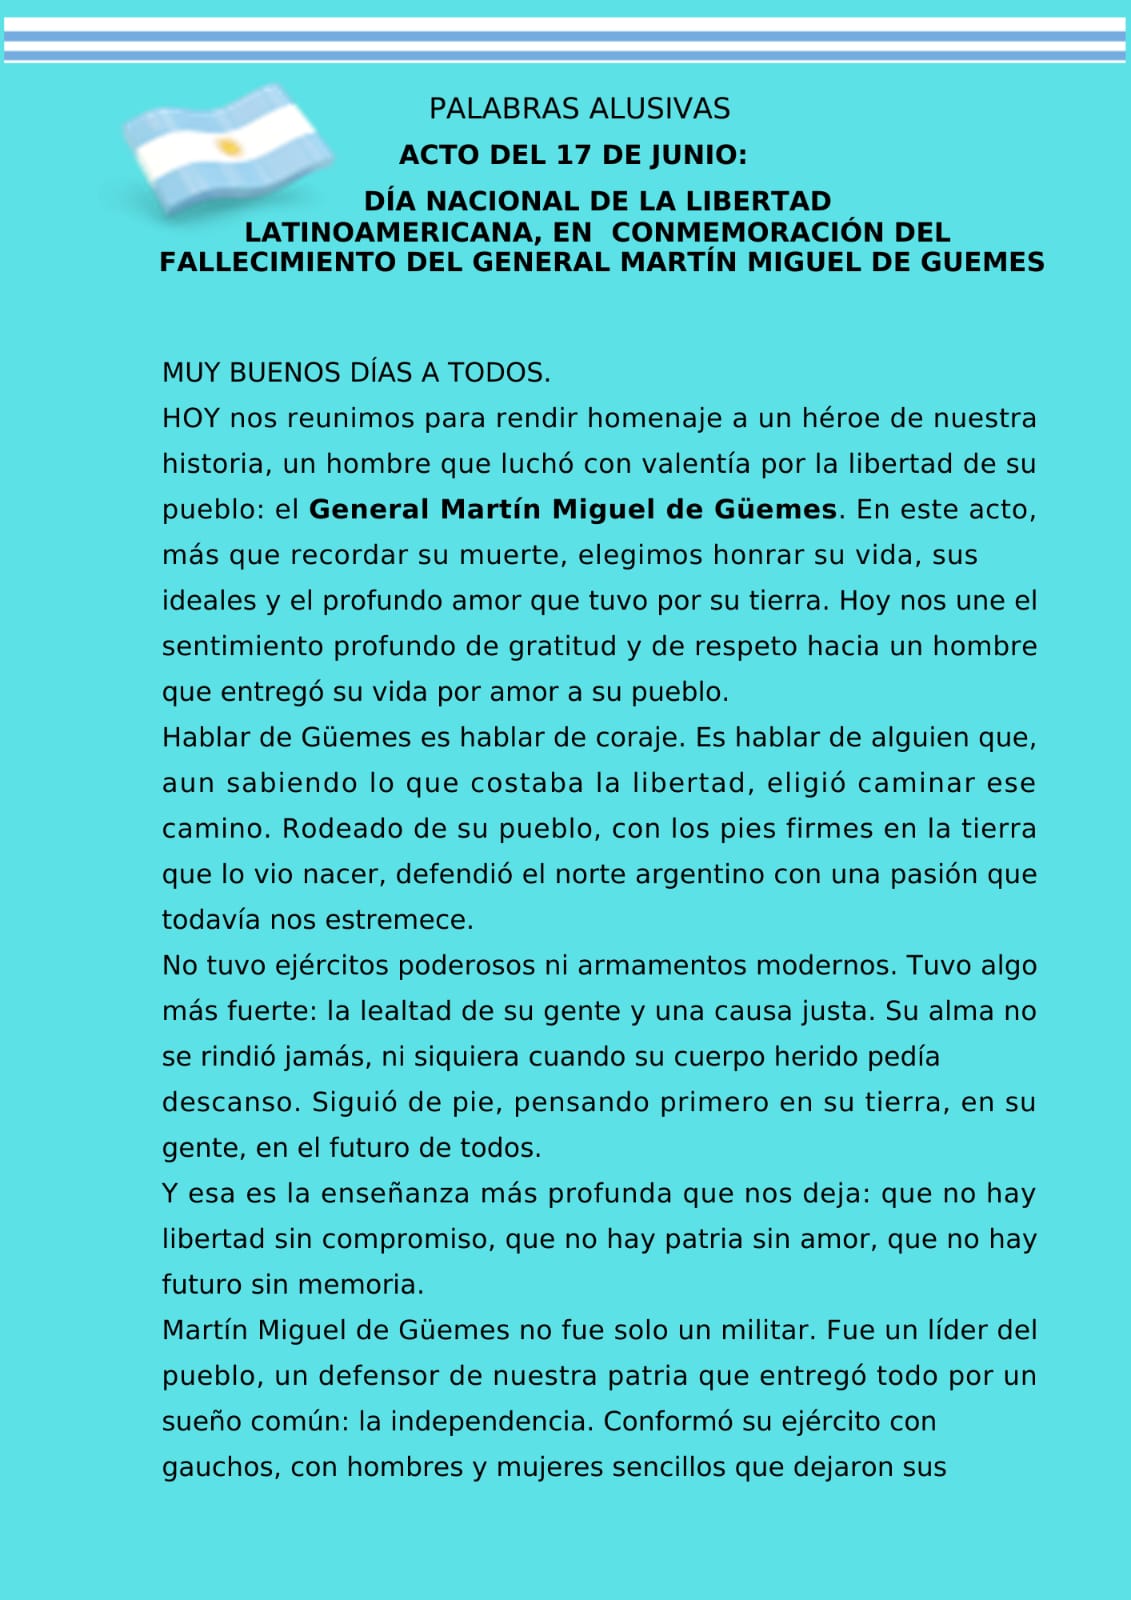 PALABRAS ALUSIVAS
ACTO DEL 17 DE JUNIO:
DÍA NACIONAL DE LA LIBERTAD
LATINOAMERICANA, EN  CONMEMORACIÓN DEL
FALLECIMIENTO DEL GENERAL MARTÍN MIGUEL DE GUEMES
MUY BUENOS DÍAS A TODOS.
HOY nos reunimos para rendir homenaje a un héroe de nuestra
historia, un hombre que luchó con valentía por la libertad de su
pueblo: el General Martín Miguel de Güemes. En este acto,
más que recordar su muerte, elegimos honrar su vida, sus
ideales y el profundo amor que tuvo por su tierra. Hoy nos une el
sentimiento profundo de gratitud y de respeto hacia un hombre
que entregó su vida por amor a su pueblo.
Hablar de Güemes es hablar de coraje. Es hablar de alguien que,
aun sabiendo lo que costaba la libertad, eligió caminar ese
camino. Rodeado de su pueblo, con los pies firmes en la tierra
que lo vio nacer, defendió el norte argentino con una pasión que
todavía nos estremece.
No tuvo ejércitos poderosos ni armamentos modernos. Tuvo algo
más fuerte: la lealtad de su gente y una causa justa. Su alma no
se rindió jamás, ni siquiera cuando su cuerpo herido pedía
descanso. Siguió de pie, pensando primero en su tierra, en su
gente, en el futuro de todos.
Y esa es la enseñanza más profunda que nos deja: que no hay
libertad sin compromiso, que no hay patria sin amor, que no hay
futuro sin memoria.
Martín Miguel de Güemes no fue solo un militar. Fue un líder del
pueblo, un defensor de nuestra patria que entregó todo por un
sueño común: la independencia. Conformó su ejército con
gauchos, con hombres y mujeres sencillos que dejaron sus